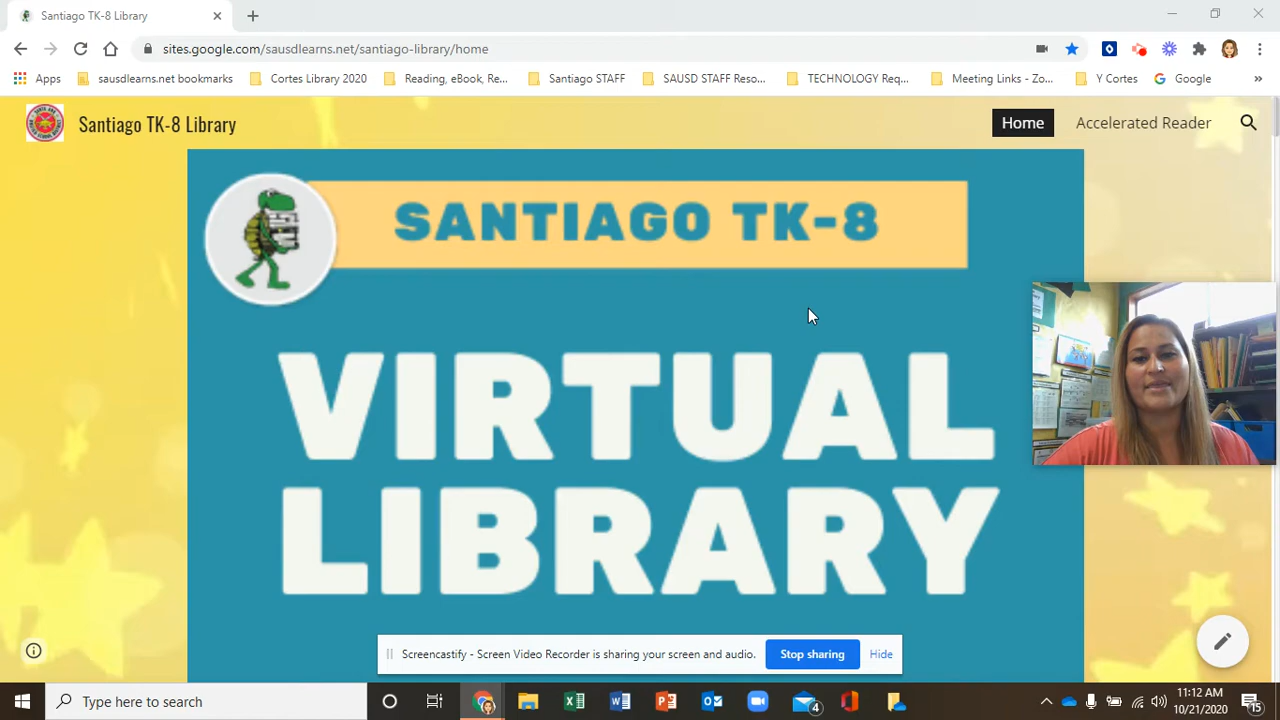 Santiago TK-8 Library
sites.google.com/sausdlearns.net/santiago-library/home
Apps
sausdlearns.net bookmarks
Cortes Library 2020
Reading, eBook, Re...
Santiago STAFF
SAUSD STAFF Reso...
TECHNOLOGY Req...
Meeting Links - Zo...
Y Cortes
Google
»
Santiago TK-8 Library
Home
Accelerated Reader
SANTIAGO TK-8
VIRTUAL
LIBRARY
Screencastify - Screen Video Recorder is sharing your screen and audio.
Stop sharing
Hide
Type here to search
4
11:12 AM
10/21/2020
15